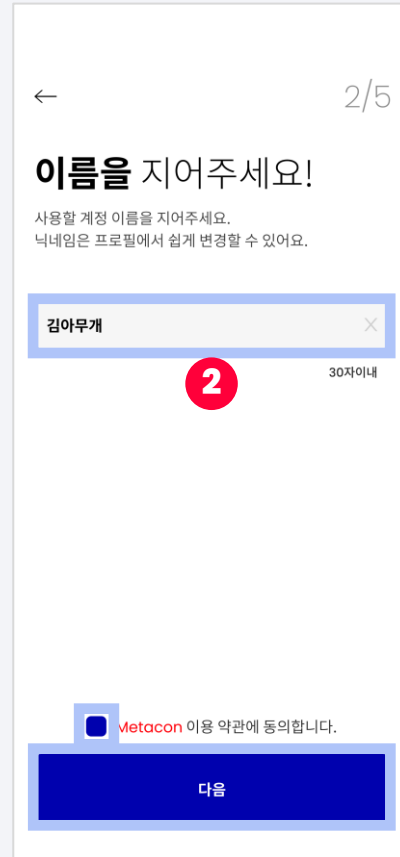 2/5
이름을 지어주세요!
사용할 계정 이름을 지어주세요.
닉네임은 프로필에서 쉽게 변경할 수 있어요.
김아무개
30자이내
2
Metacon 이용 약관에 동의합니다.
다음